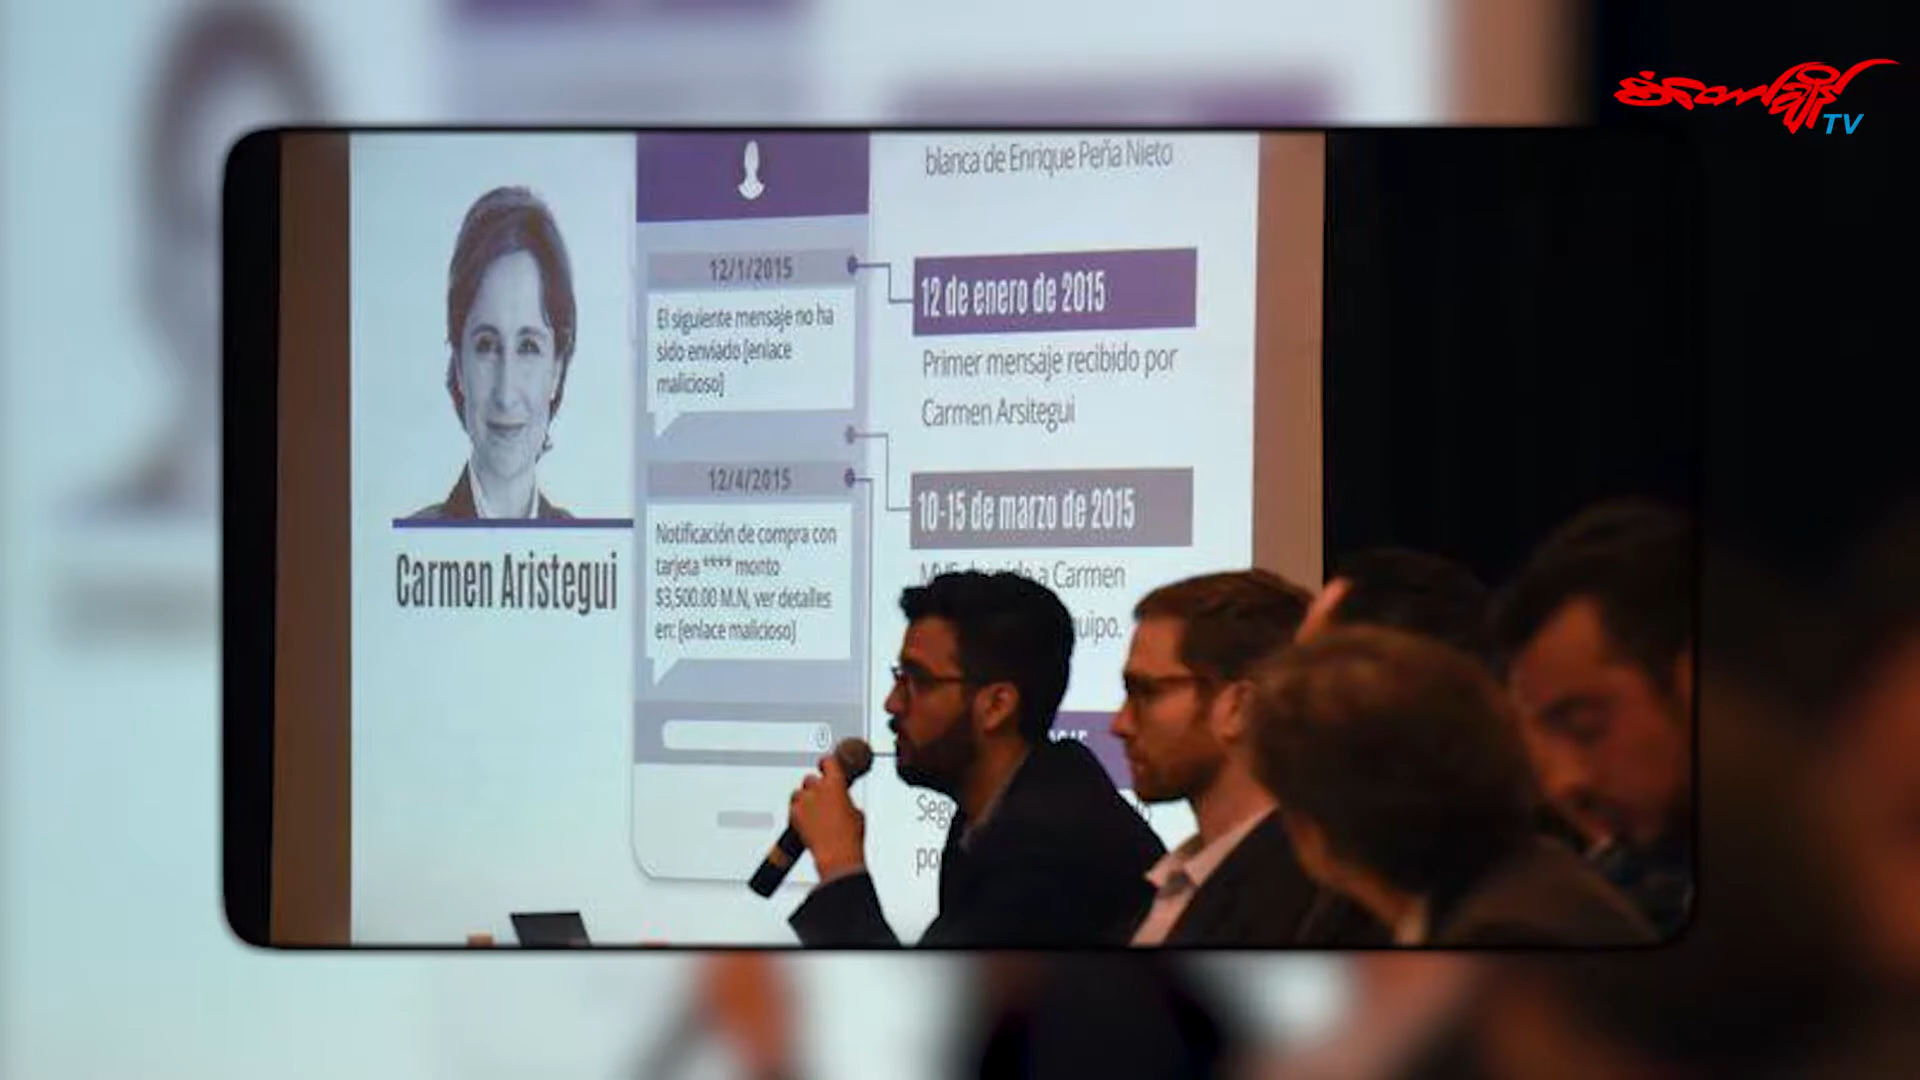 blanca de Enrique Peña Nieto
12/1/2015
El siguiente mensaje no ha
sido enviado [enlace
malicioso]
12 de enero de 2015
Primer mensaje recibido por
Carmen Arsitegui
12/4/2015
Notificación de compra con
tarjeta **** monto
$3,500.00 M.N, ver detalles
en: [enlace malicioso]
10-15 de marzo de 2015
a Carmen
Carmen Aristegui
TV